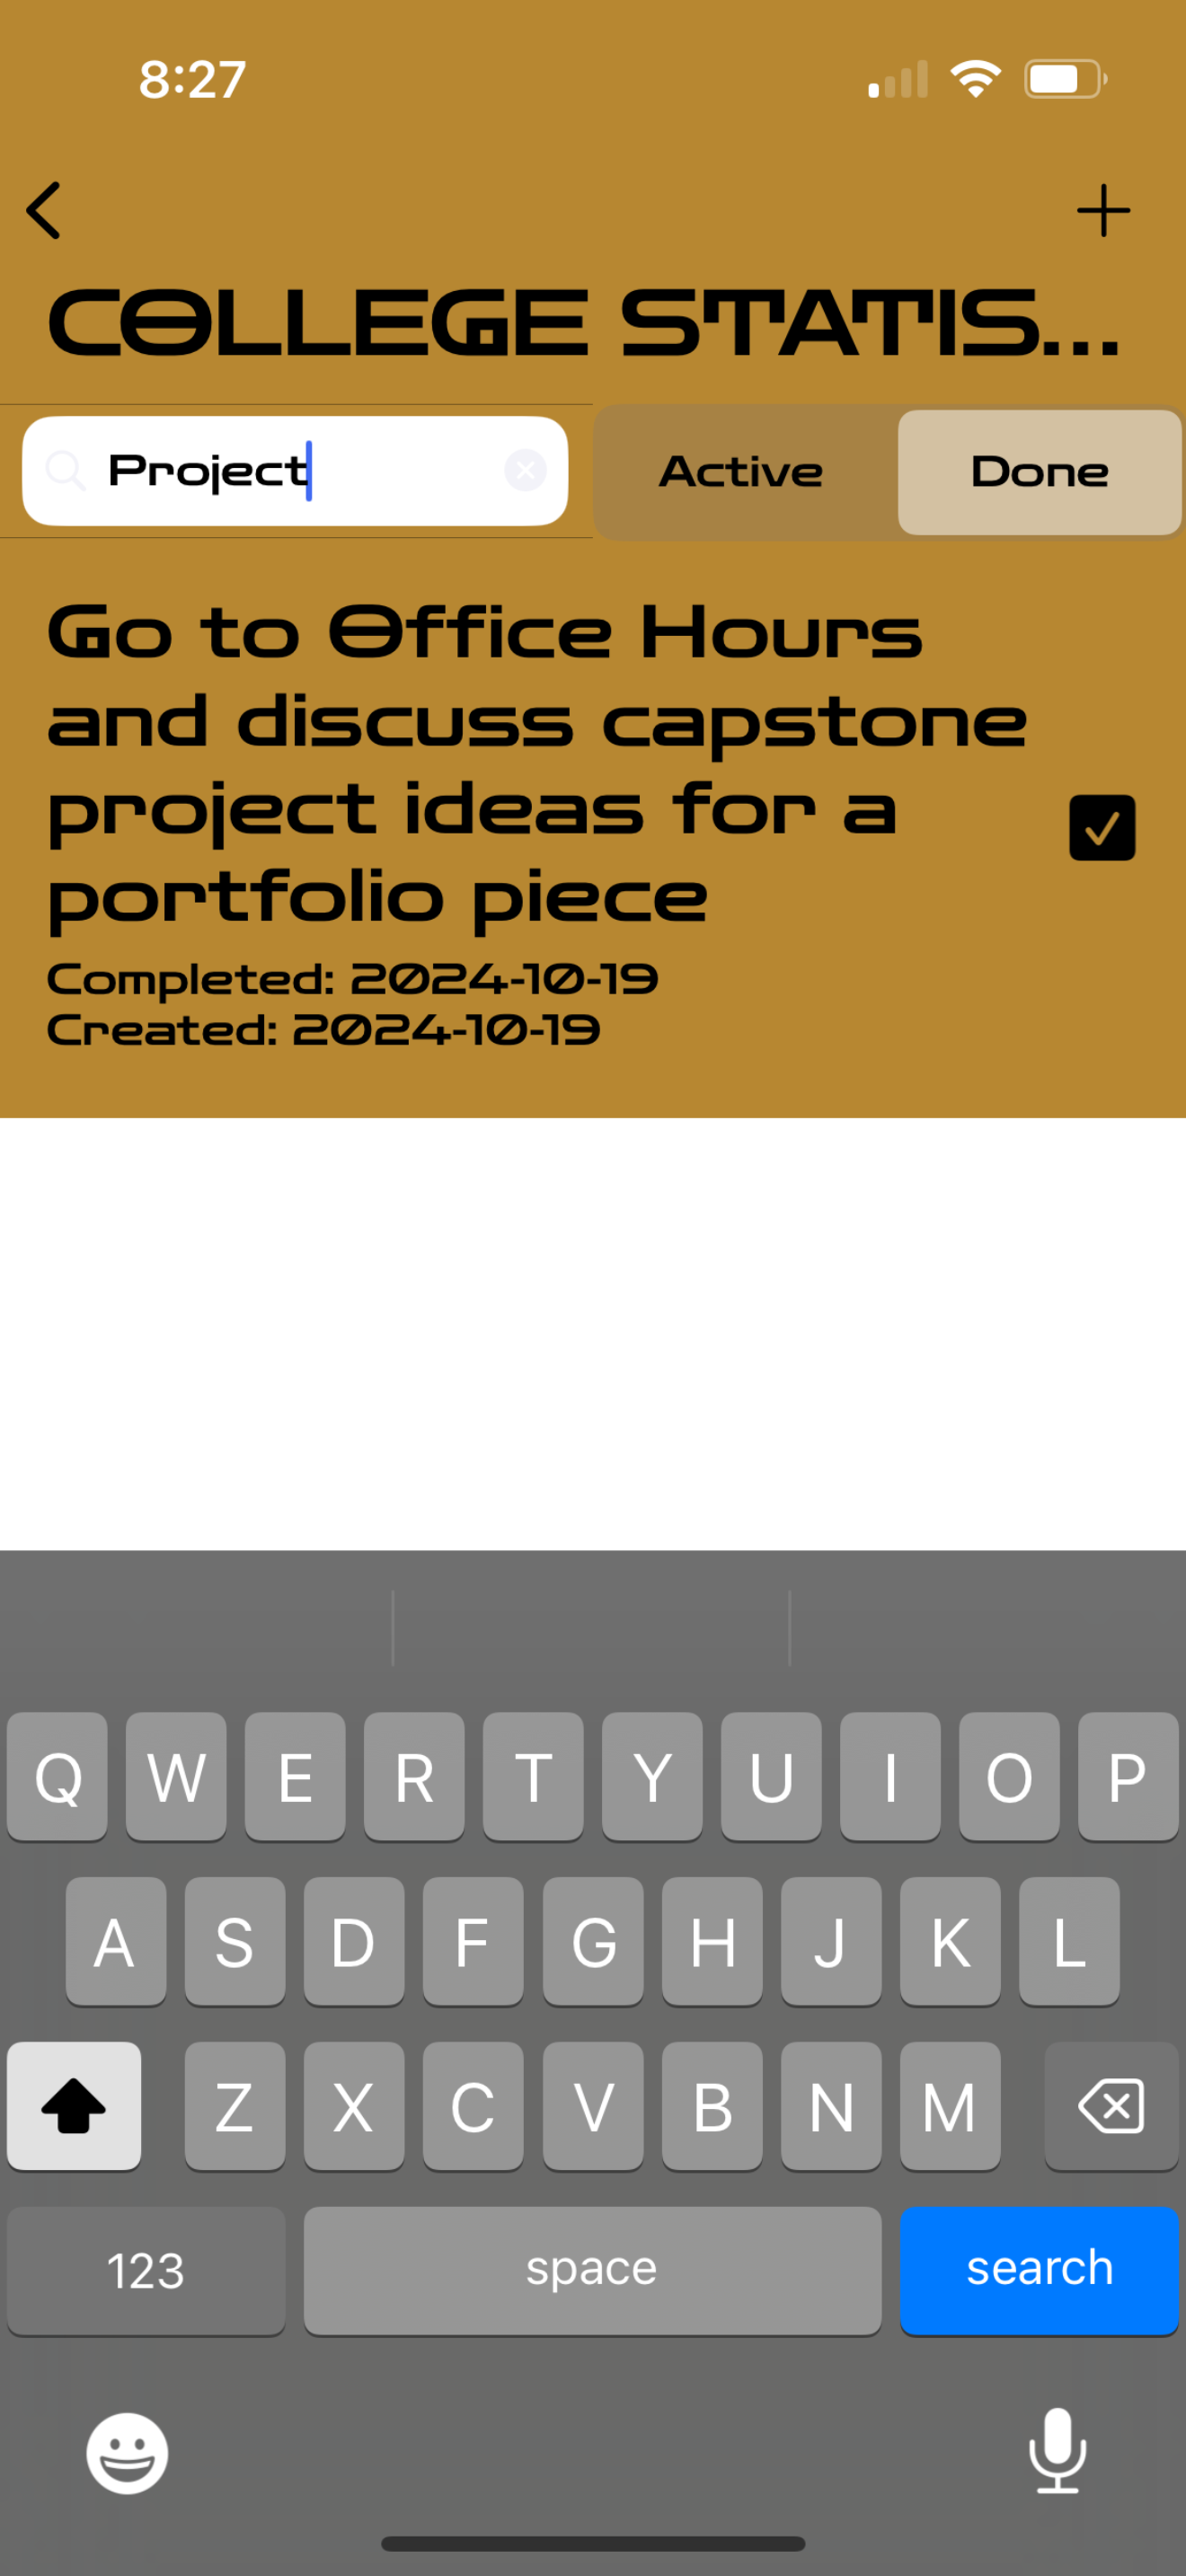 8:27
COLLEGE STATIS...
Project
Active
Done
Go to Office Hours
and discuss capstone
project ideas for a
portfolio piece
Completed: 2024-10-19
Created: 2024-10-19
Q W E R T Y U I O P
A S D F G H J K L
Z X C V B N M
123 space search